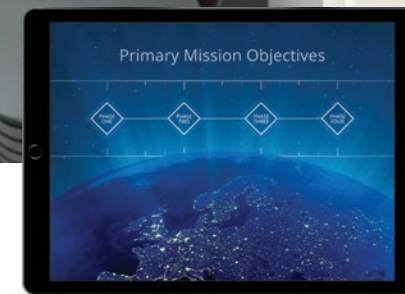 Primary Mission Objectives
PHASE
ONE
PHASE
TWO
PHASE
THREE
PHASE
FOUR